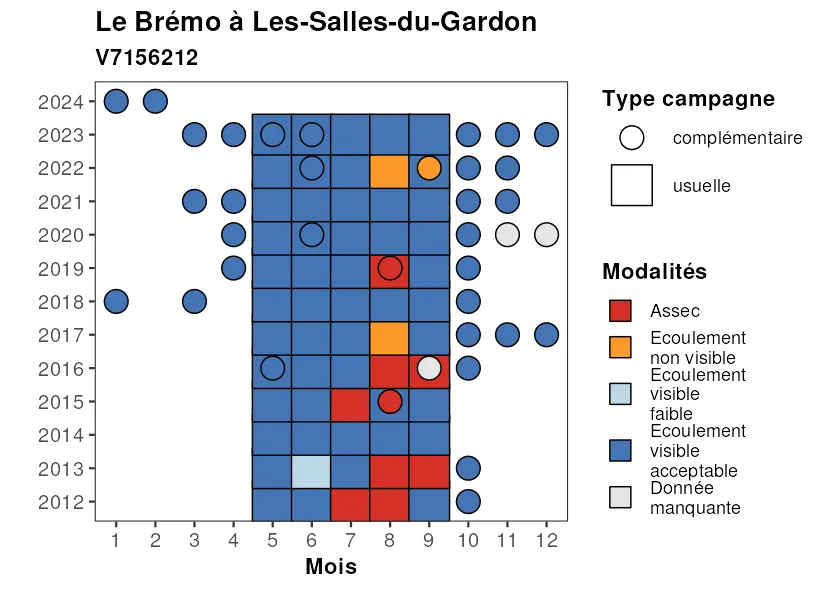 Le Brémo à Les-Salles-du-Gardon
V7156212
2024
2023
2022
2021
2020
2019
2018
2017
2016
2015
2014
2013
2012
1 2 3 4 5 6 7 8 9 10 11 12
Mois
Type campagne
complémentaire
usuelle
Modalités
Assec
Ecoulement
non visible
Ecoulement
visible
faible
Ecoulement
visible
acceptable
Donnée
manquante